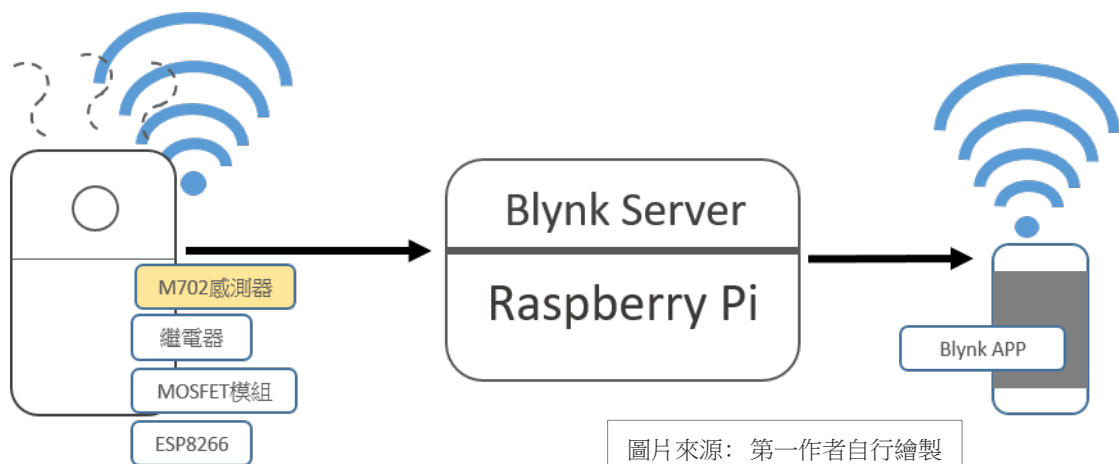 M702感測器
繼電器
MOSFET模組
ESP8266
Blynk Server
Raspberry Pi
Blynk APP
圖片來源: 第一作者自行繪製